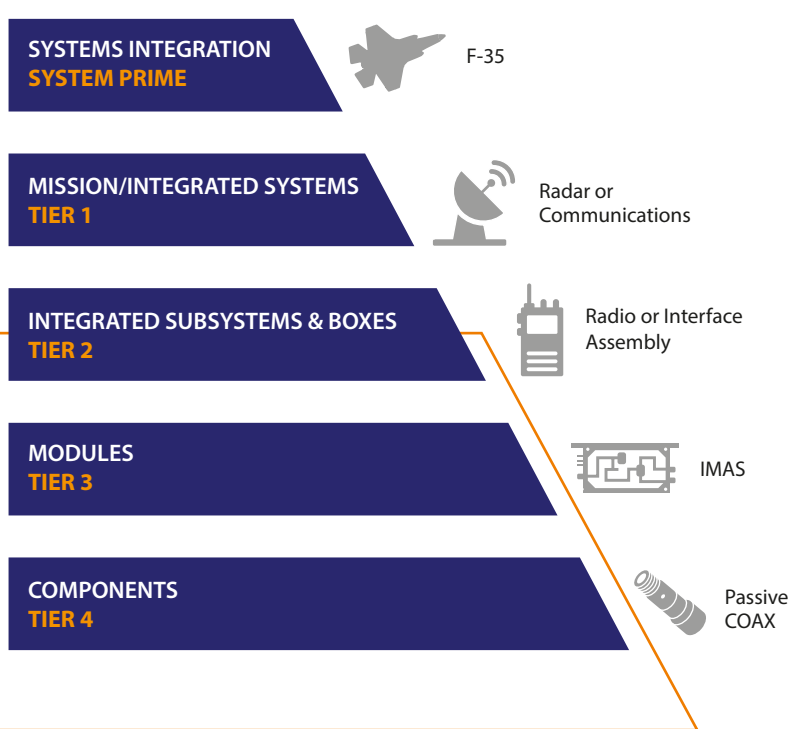 SYSTEMS INTEGRATION
SYSTEM PRIME
F-35
MISSION/INTEGRATED SYSTEMS
TIER 1
Radar or
Communications
INTEGRATED SUBSYSTEMS & BOXES
TIER 2
Radio or Interface
Assembly
MODULES
TIER 3
IMAS
COMPONENTS
TIER 4
Passive
COAX